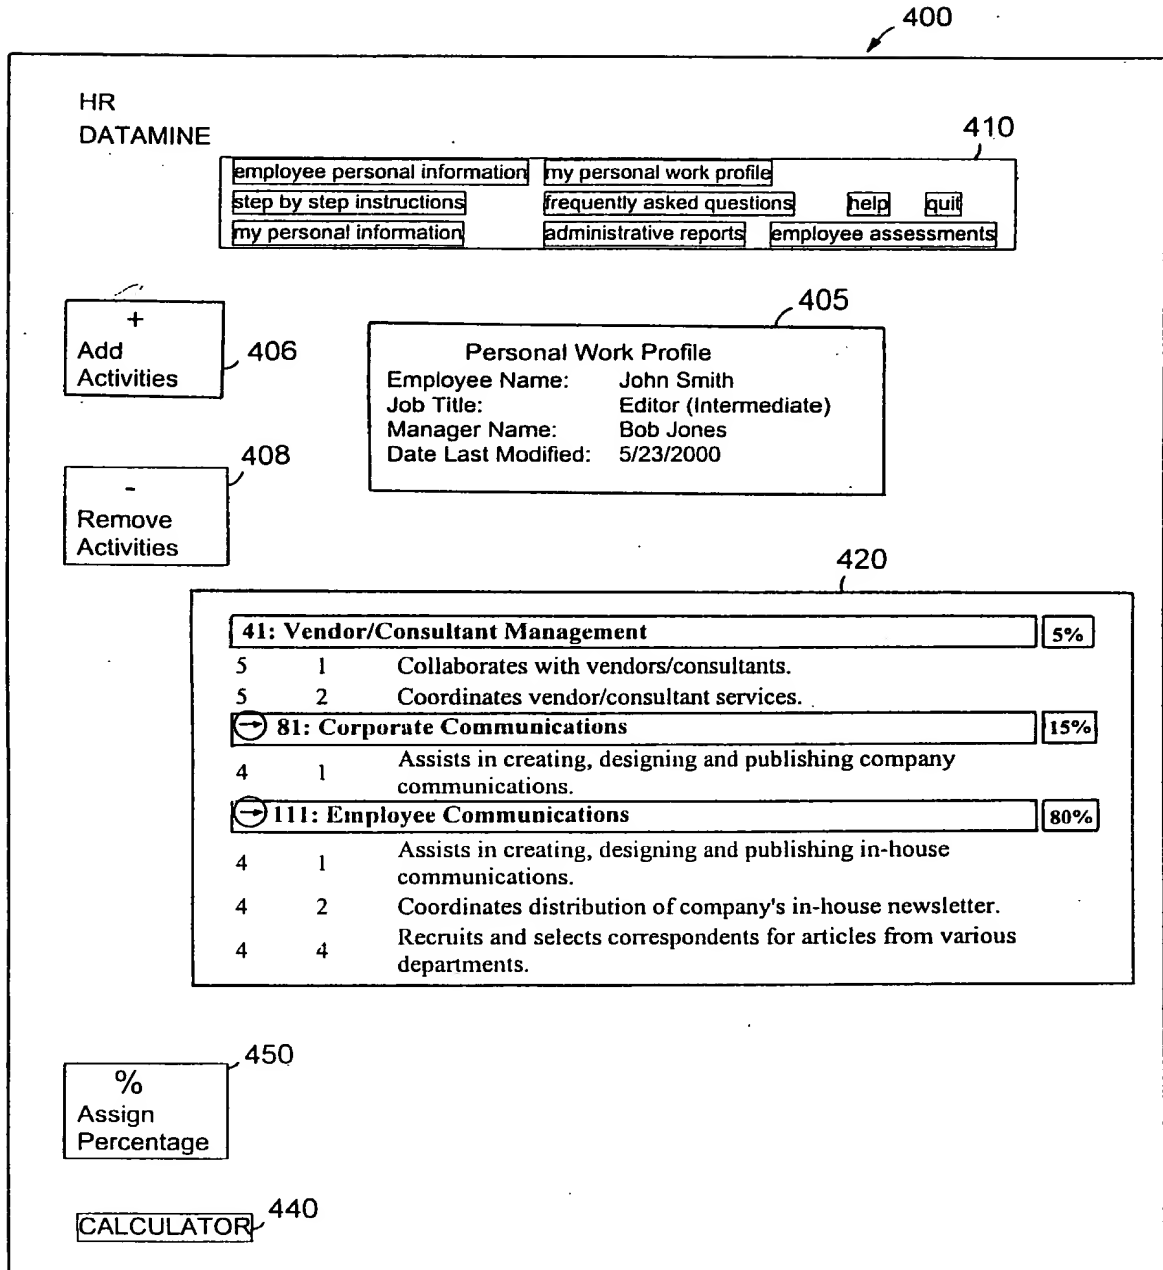 400
HR
DATAMINE
410
employee personal information my personal work profile
step by step instructions frequently asked questions help quit
my personal information administrative reports employee assessments
+
Add
Activities
406
405
Personal Work Profile
Employee Name: John Smith
Job Title: Editor (Intermediate)
Manager Name: Bob Jones
Date Last Modified: 5/23/2000
408
-
Remove
Activities
420
41: Vendor/Consultant Management 5%
5 1 Collaborates with vendors/consultants.
5 2 Coordinates vendor/consultant services.
→ 81: Corporate Communications 15%
4 1 Assists in creating, designing and publishing company
communications.
→ 111: Employee Communications 80%
4 1 Assists in creating, designing and publishing in-house
communications.
4 2 Coordinates distribution of company's in-house newsletter.
4 4 Recruits and selects correspondents for articles from various
departments.
450
%
Assign
Percentage
CALCULATOR 440